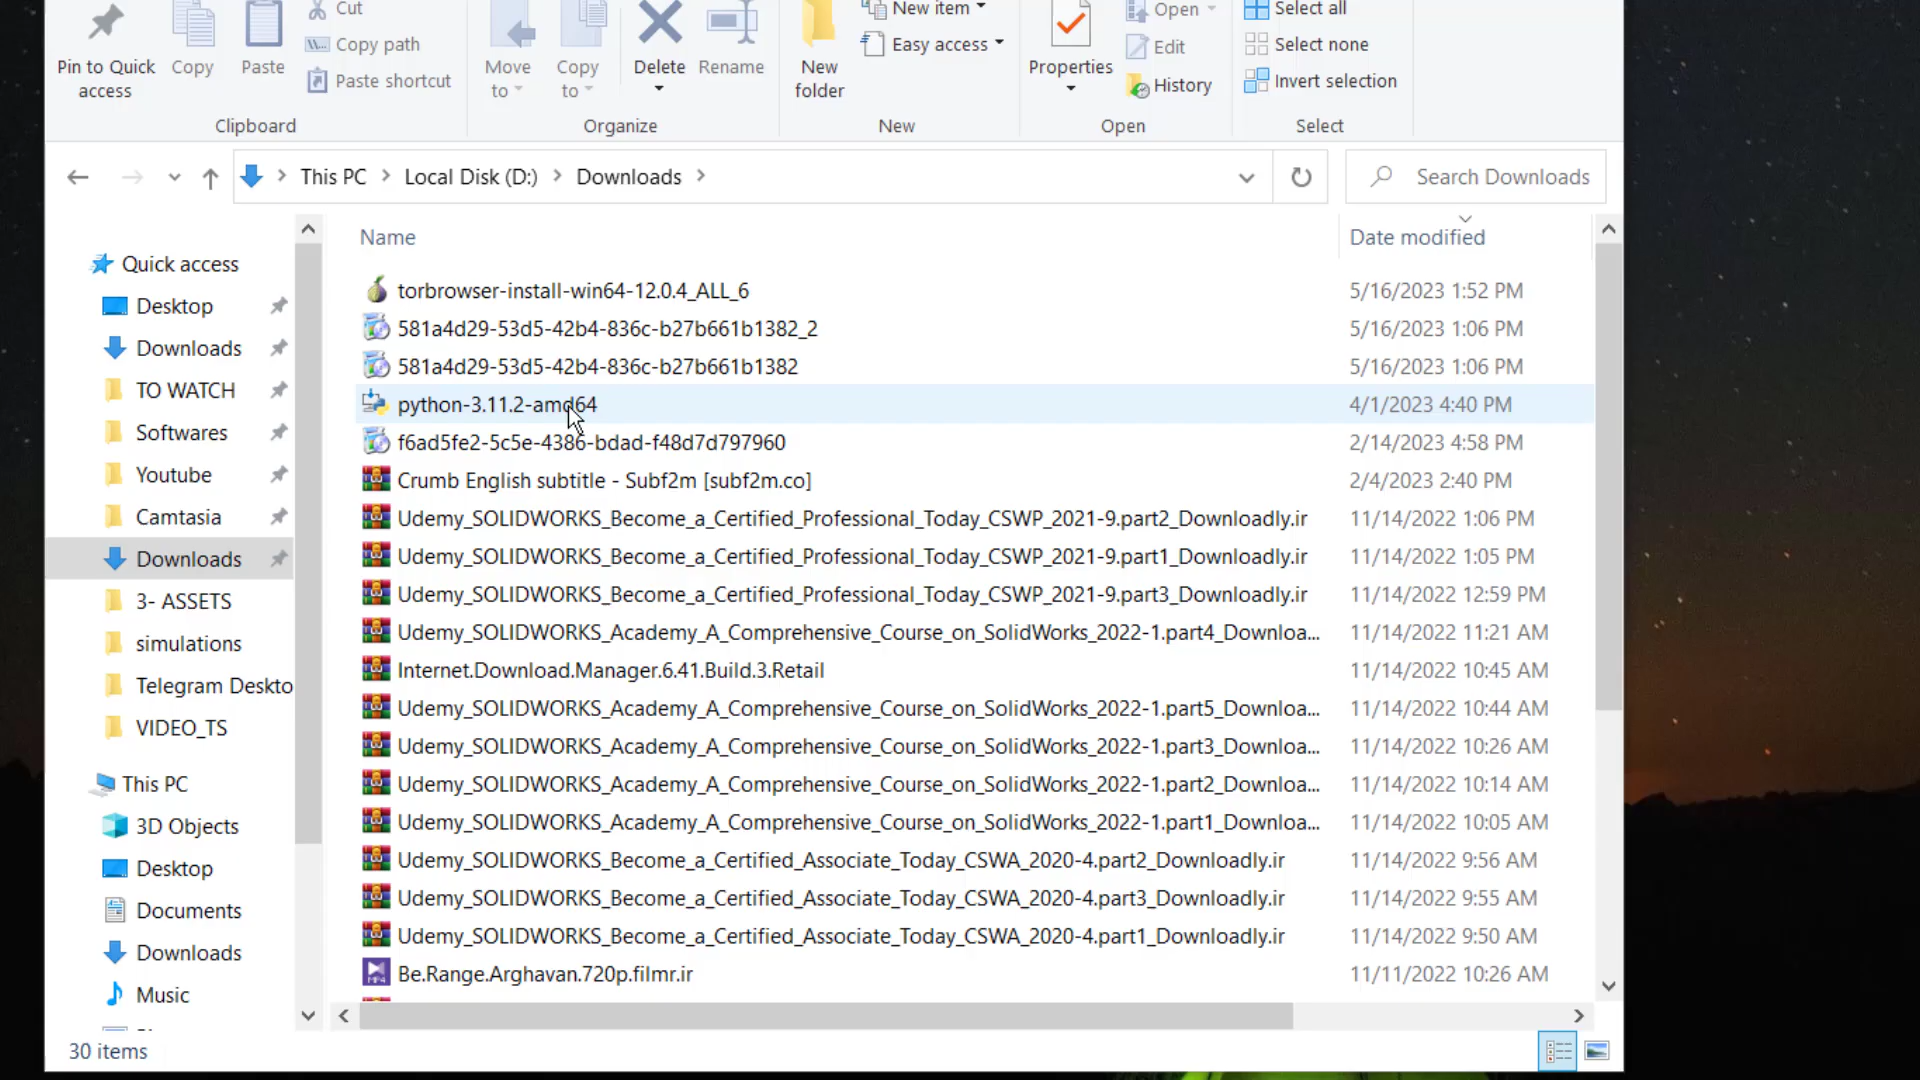 Cut
New item
Open
Select all
Copy path
Easy access
Edit
Select none
Pin to Quick access
Copy
Paste
Paste shortcut
Move to
Copy to
Delete
Rename
New folder
Properties
History
Invert selection
Clipboard
Organize
New
Open
Select
This PC
Local Disk (D:)
Downloads
Search Downloads
Name
Date modified
Quick access
Desktop
Downloads
TO WATCH
Softwares
Youtube
Camtasia
Downloads
3- ASSETS
simulations
Telegram Deskto
VIDEO_TS
This PC
3D Objects
Desktop
Documents
Downloads
Music
torbrowser-install-win64-12.0.4_ALL_6 5/16/2023 1:52 PM
581a4d29-53d5-42b4-836c-b27b661b1382_2 5/16/2023 1:06 PM
581a4d29-53d5-42b4-836c-b27b661b1382 5/16/2023 1:06 PM
python-3.11.2-amd64 4/1/2023 4:40 PM
f6ad5fe2-5c5e-4386-bdad-f48d7d797960 2/14/2023 4:58 PM
Crumb English subtitle - Subf2m [subf2m.co] 2/4/2023 2:40 PM
Udemy_SOLIDWORKS_Become_a_Certified_Professional_Today_CSWP_2021-9.part2_Downloadly.ir 11/14/2022 1:06 PM
Udemy_SOLIDWORKS_Become_a_Certified_Professional_Today_CSWP_2021-9.part1_Downloadly.ir 11/14/2022 1:05 PM
Udemy_SOLIDWORKS_Become_a_Certified_Professional_Today_CSWP_2021-9.part3_Downloadly.ir 11/14/2022 12:59 PM
Udemy_SOLIDWORKS_Academy_A_Comprehensive_Course_on_SolidWorks_2022-1.part4_Downloa... 11/14/2022 11:21 AM
Internet.Download.Manager.6.41.Build.3.Retail 11/14/2022 10:45 AM
Udemy_SOLIDWORKS_Academy_A_Comprehensive_Course_on_SolidWorks_2022-1.part5_Downloa... 11/14/2022 10:44 AM
Udemy_SOLIDWORKS_Academy_A_Comprehensive_Course_on_SolidWorks_2022-1.part3_Downloa... 11/14/2022 10:26 AM
Udemy_SOLIDWORKS_Academy_A_Comprehensive_Course_on_SolidWorks_2022-1.part2_Downloa... 11/14/2022 10:14 AM
Udemy_SOLIDWORKS_Academy_A_Comprehensive_Course_on_SolidWorks_2022-1.part1_Downloa... 11/14/2022 10:05 AM
Udemy_SOLIDWORKS_Become_a_Certified_Associate_Today_CSWA_2020-4.part2_Downloadly.ir 11/14/2022 9:56 AM
Udemy_SOLIDWORKS_Become_a_Certified_Associate_Today_CSWA_2020-4.part3_Downloadly.ir 11/14/2022 9:55 AM
Udemy_SOLIDWORKS_Become_a_Certified_Associate_Today_CSWA_2020-4.part1_Downloadly.ir 11/14/2022 9:50 AM
Be.Range.Arghavan.720p.filmr.ir 11/11/2022 10:26 AM
30 items